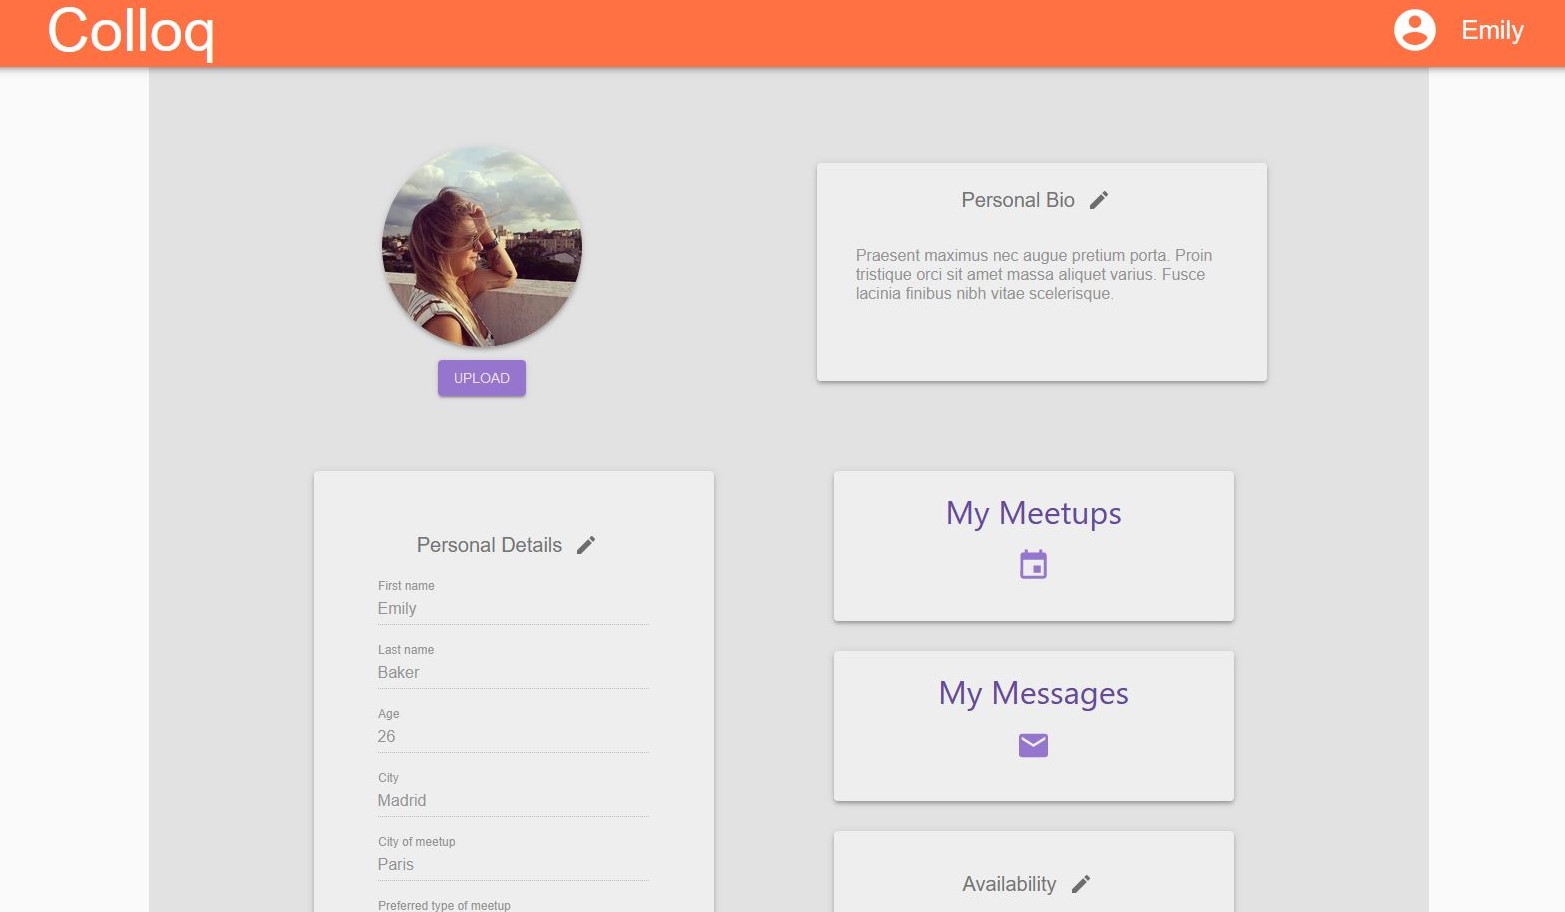 Colloq
Emily
Personal Bio
Praesent maximus nec augue pretium porta. Proin
tristique orci sit amet massa aliquet varius. Fusce
lacinia finibus nibh vitae scelerisque.
UPLOAD
Personal Details
First name
Emily
Last name
Baker
Age
26
City
Madrid
City of meetup
Paris
Preferred type of meetup
My Meetups
My Messages
Availability